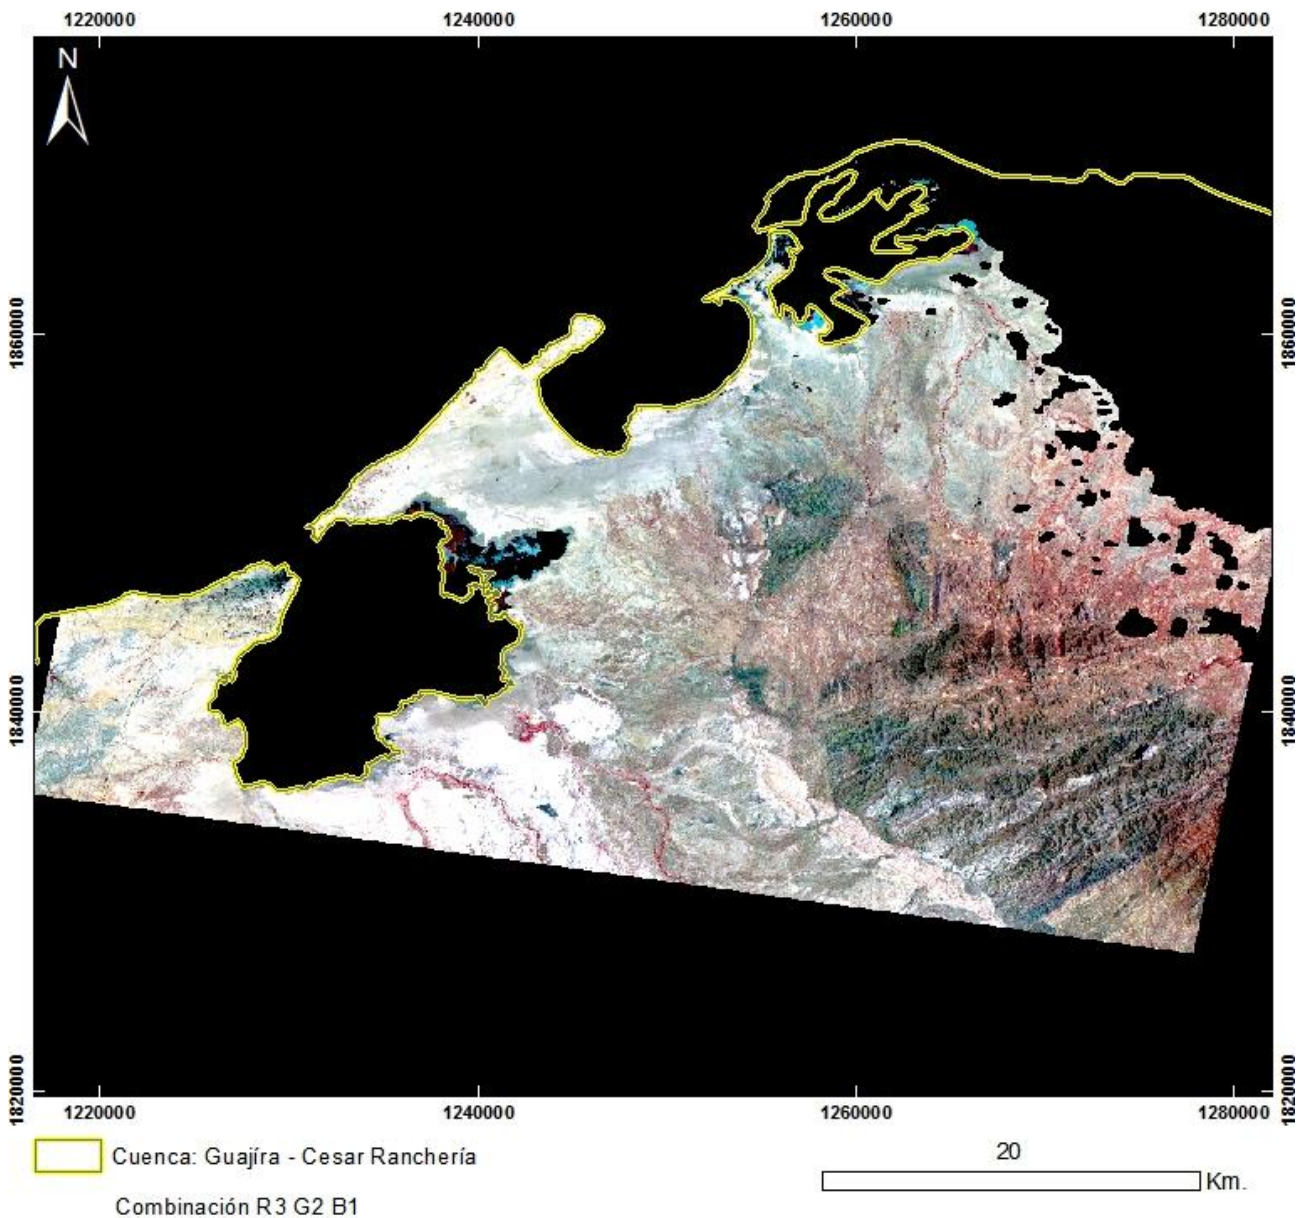 1220000 1240000 1260000 1280000
N
1860000 1860000
1840000 1840000
1820000 1820000
1220000 1240000 1260000 1280000
Cuenca: Guajíra - Cesar Ranchería
20
Km.
Combinación R3 G2 B1